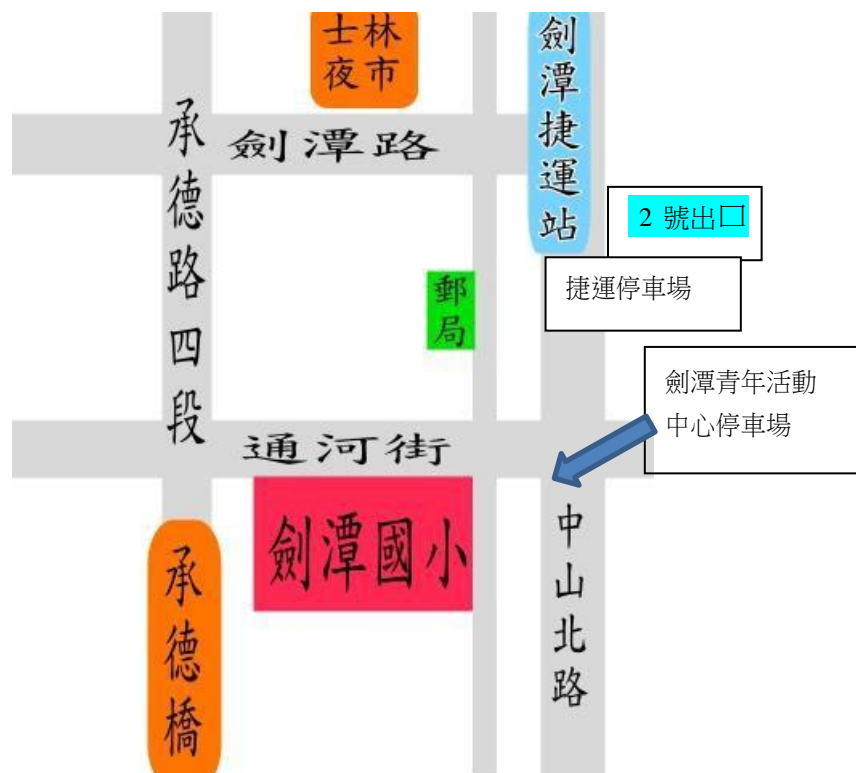 士林
夜市
劍潭捷運站
承德路四段
劍潭路
2 號出口
捷運停車場
郵局
劍潭青年活動
中心停車場
通河街
劍潭國小
中山北路
承德橋